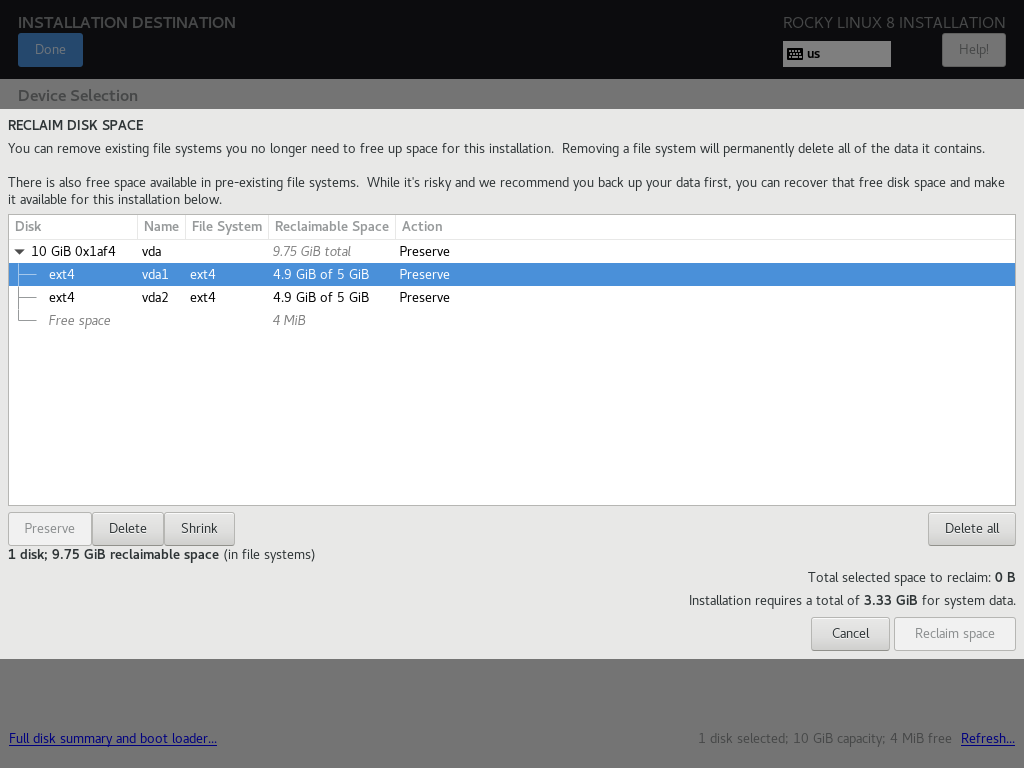 INSTALLATION DESTINATION
ROCKY LINUX 8 INSTALLATION
Done
us
Help!
Device Selection
RECLAIM DISK SPACE
You can remove existing file systems you no longer need to free up space for this installation.  Removing a file system will permanently delete all of the data it contains.
There is also free space available in pre-existing file systems.  While it's risky and we recommend you back up your data first, you can recover that free disk space and make
it available for this installation below.
Disk Name File System Reclaimable Space Action
10 GiB 0x1af4 vda 9.75 GiB total Preserve
ext4 vda1 ext4 4.9 GiB of 5 GiB Preserve
ext4 vda2 ext4 4.9 GiB of 5 GiB Preserve
Free space 4 MiB
Preserve Delete Shrink Delete all
1 disk; 9.75 GiB reclaimable space (in file systems)
Total selected space to reclaim: 0 B
Installation requires a total of 3.33 GiB for system data.
Cancel Reclaim space
Full disk summary and boot loader... 1 disk selected; 10 GiB capacity; 4 MiB free Refresh...